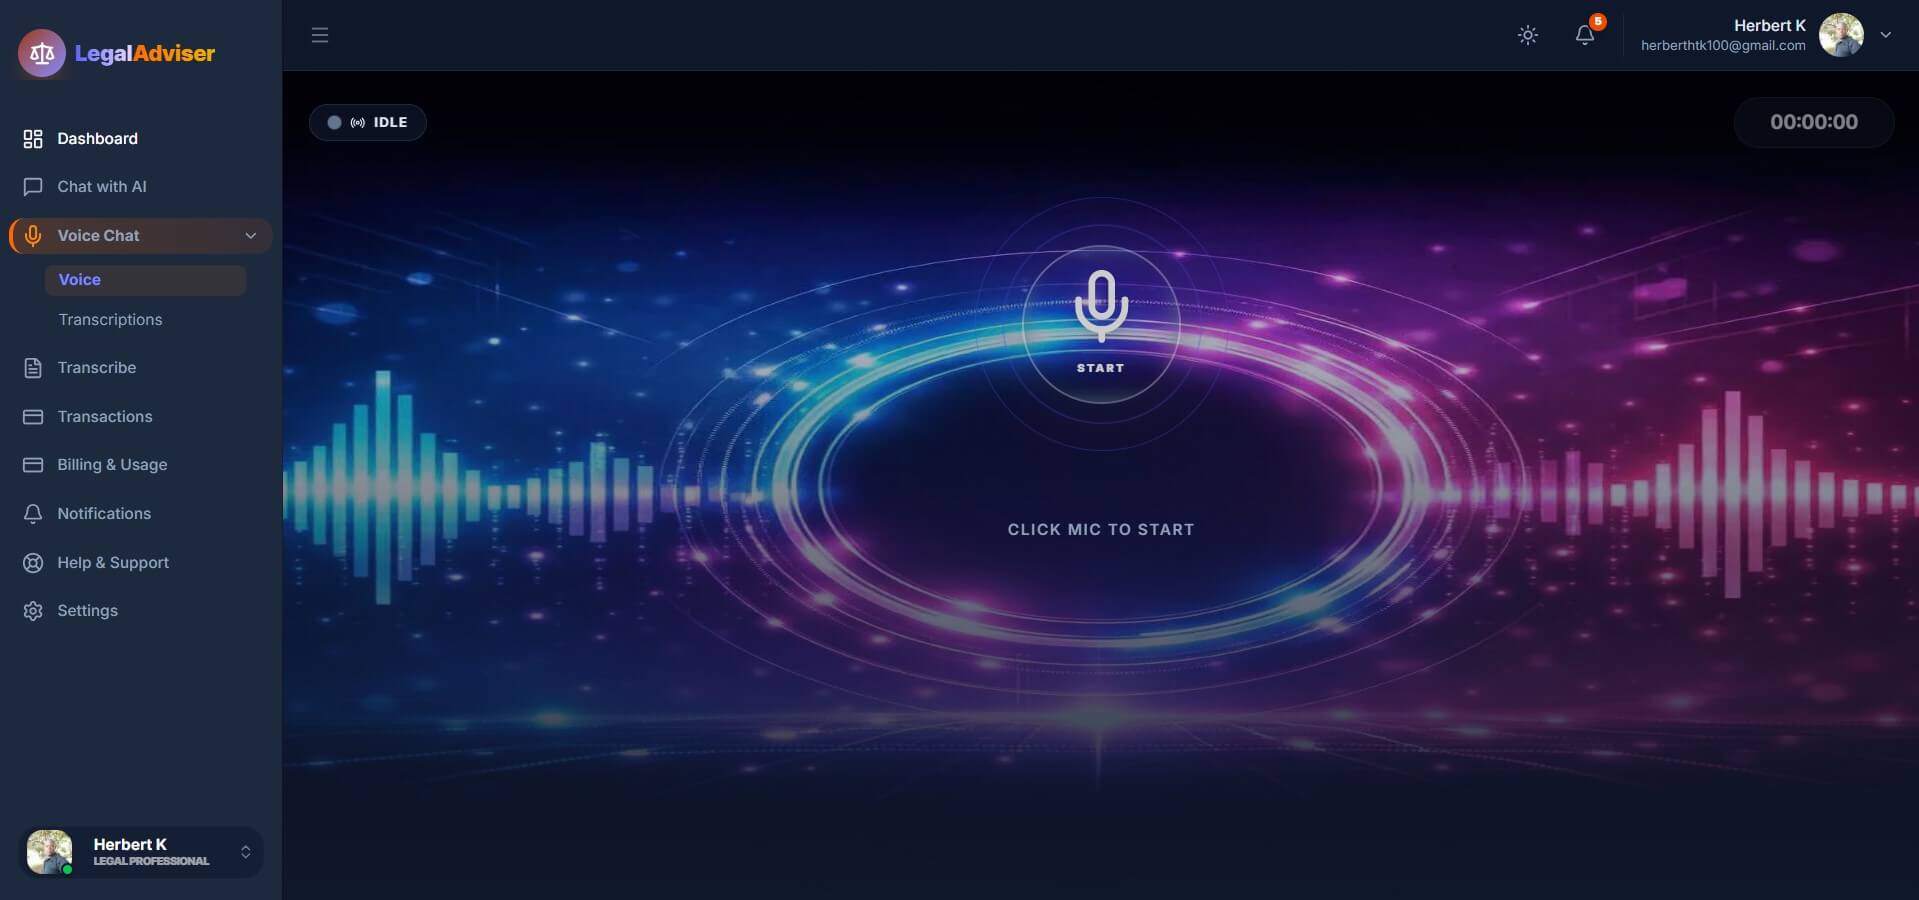 LegalAdviser
Dashboard
Chat with AI
Voice Chat
Voice
Transcriptions
Transcribe
Transactions
Billing & Usage
Notifications
Help & Support
Settings
Herbert K
LEGAL PROFESSIONAL
5
Herbert K
herberthtk100@gmail.com
IDLE
00:00:00
START
CLICK MIC TO START